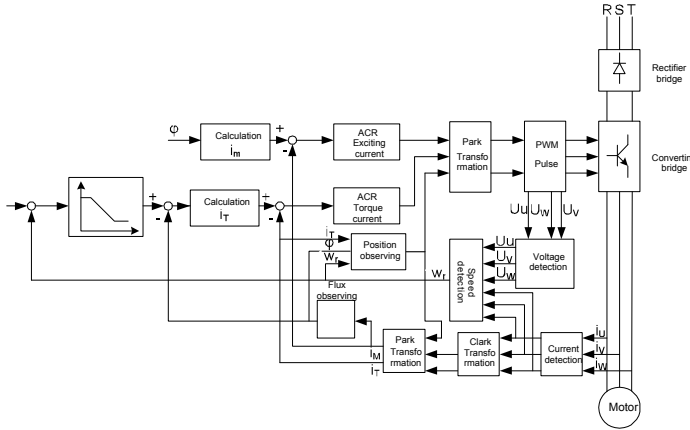 R S T
Rectifier
bridge
φ
Calculation
im
+
-
ACR
Exciting
current
Park
Transfo
rmation
PWM
Pulse
Convertin
bridge
+
-
Calculation
iT
+
-
ACR
Torque
current
Uu Uw Uv
iT
φ
Wr
Position
observing
Wr
Speed
detection
Uu
Uv
Uw
Voltage
detection
Flux
observing
iM
iT
Park
Transfo
rmation
Clark
Transfo
rmation
Current
detection
iu
iv
iw
Motor